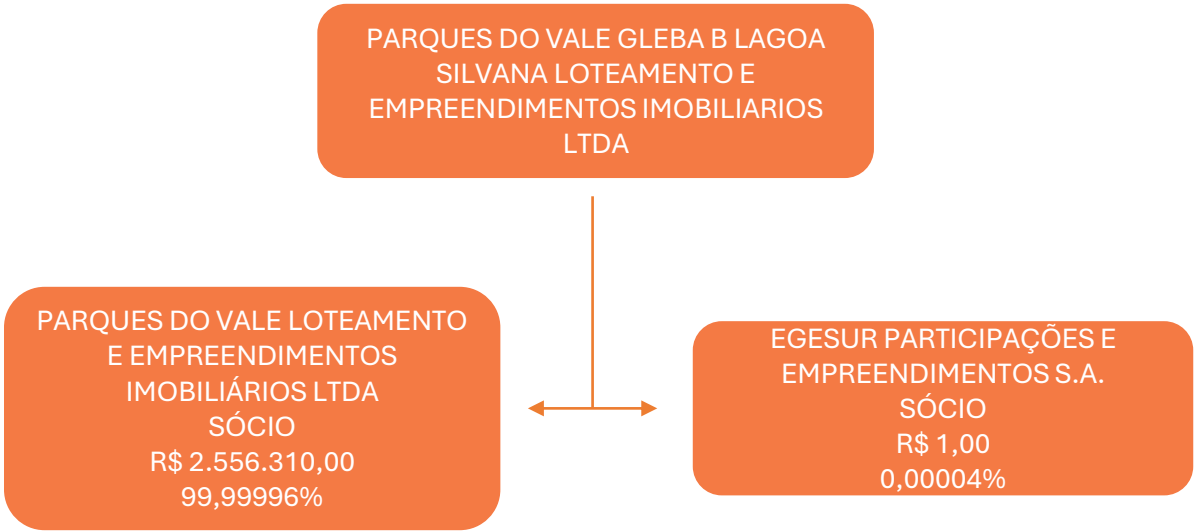 PARQUES DO VALE GLEBA B LAGOA
SILVANA LOTEAMENTO E
EMPREENDIMENTOS IMOBILIARIOS
LTDA
PARQUES DO VALE LOTEAMENTO
E EMPREENDIMENTOS
IMOBILIÁRIOS LTDA
SÓCIO
R$ 2.556.310,00
99,99996%
EGESUR PARTICIPAÇÕES E
EMPREENDIMENTOS S.A.
SÓCIO
R$ 1,00
0,00004%